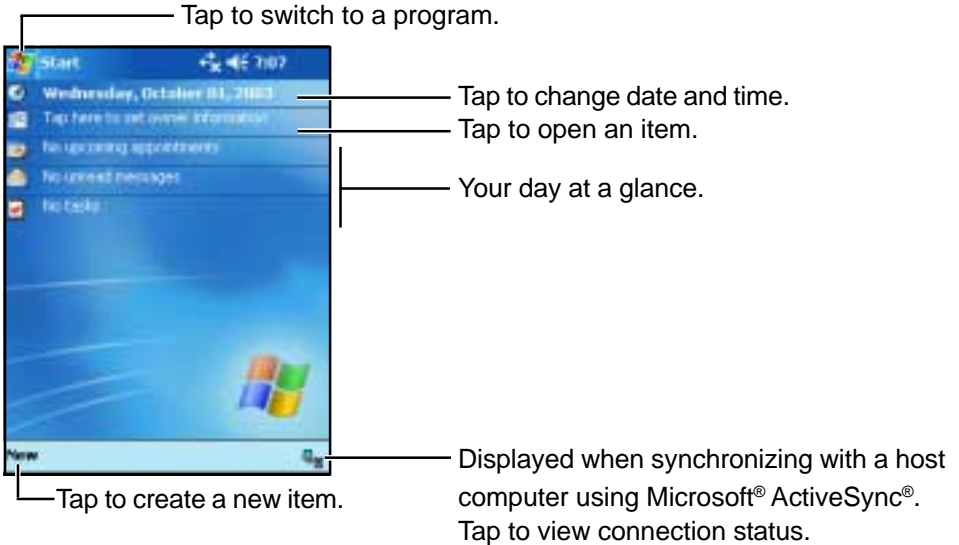 Tap to switch to a program.
Start 7:07
Wednesday, October 01, 2003
Tap to change date and time.
Tap here to set owner information
Tap to open an item.
No upcoming appointments
No unread messages
Your day at a glance.
No tasks
New
Displayed when synchronizing with a host
computer using Microsoft® ActiveSync®.
Tap to view connection status.
Tap to create a new item.